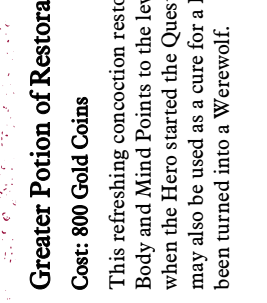 Greater Potion of Restora
Cost: 800 Gold Coins
This refreshing concoction resto
Body and Mind Points to the lev
when the Hero started the Ques
may also be used as a cure for a
been turned into a Werewolf.